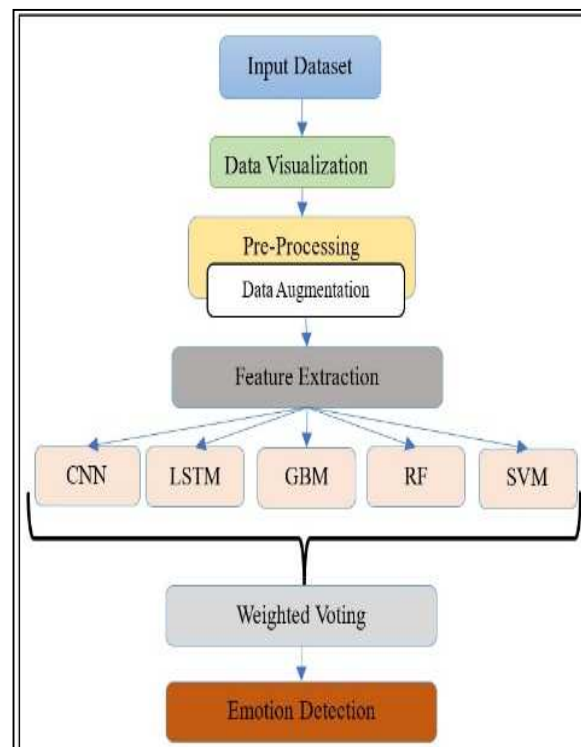 Input Dataset
Data Visualization
Pre-Processing
Data Augmentation
Feature Extraction
CNN LSTM GBM RF SVM
Weighted Voting
Emotion Detection